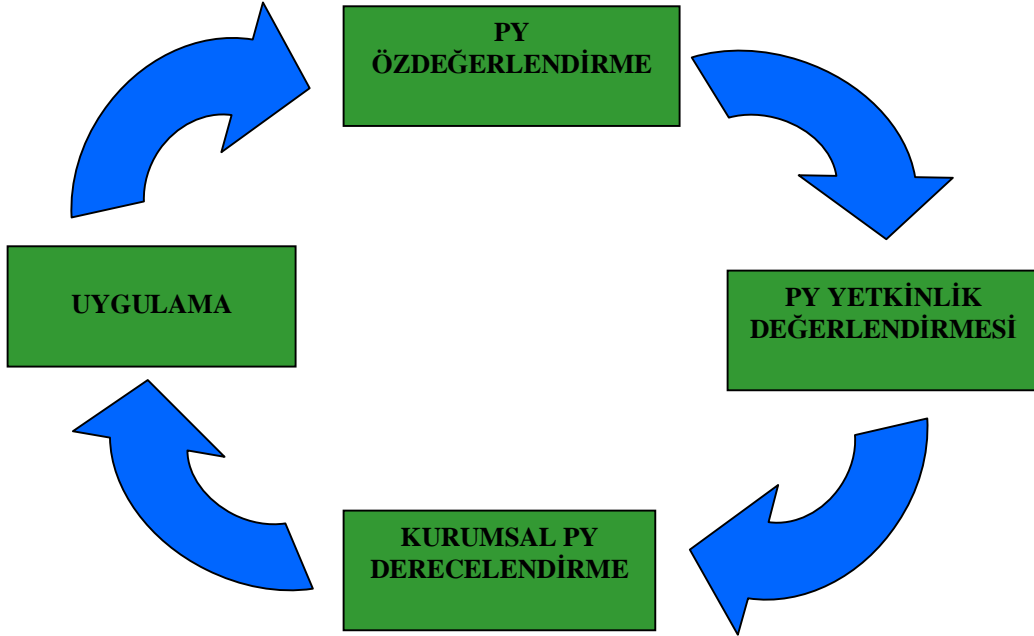 PY
ÖZDEĞERLENDİRME
UYGULAMA
PY YETKİNLİK
DEĞERLENDİRMESİ
KURUMSAL PY
DERECELENDİRME